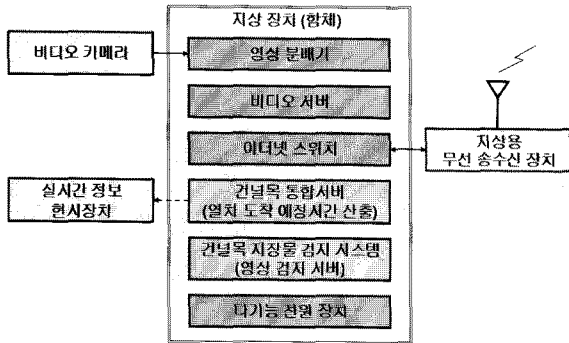 지상 장치 (함체)
비디오 카메라
영상 분배기
비디오 서버
이더넷 스위치
지상용
무선 송수신 장치
실시간 정보
현시장치
건널목 통합서버
(열차 도착 예정시간 산출)
건널목 지장물 검지 시스템
(영상 검지 서버)
다기능 전원 장치